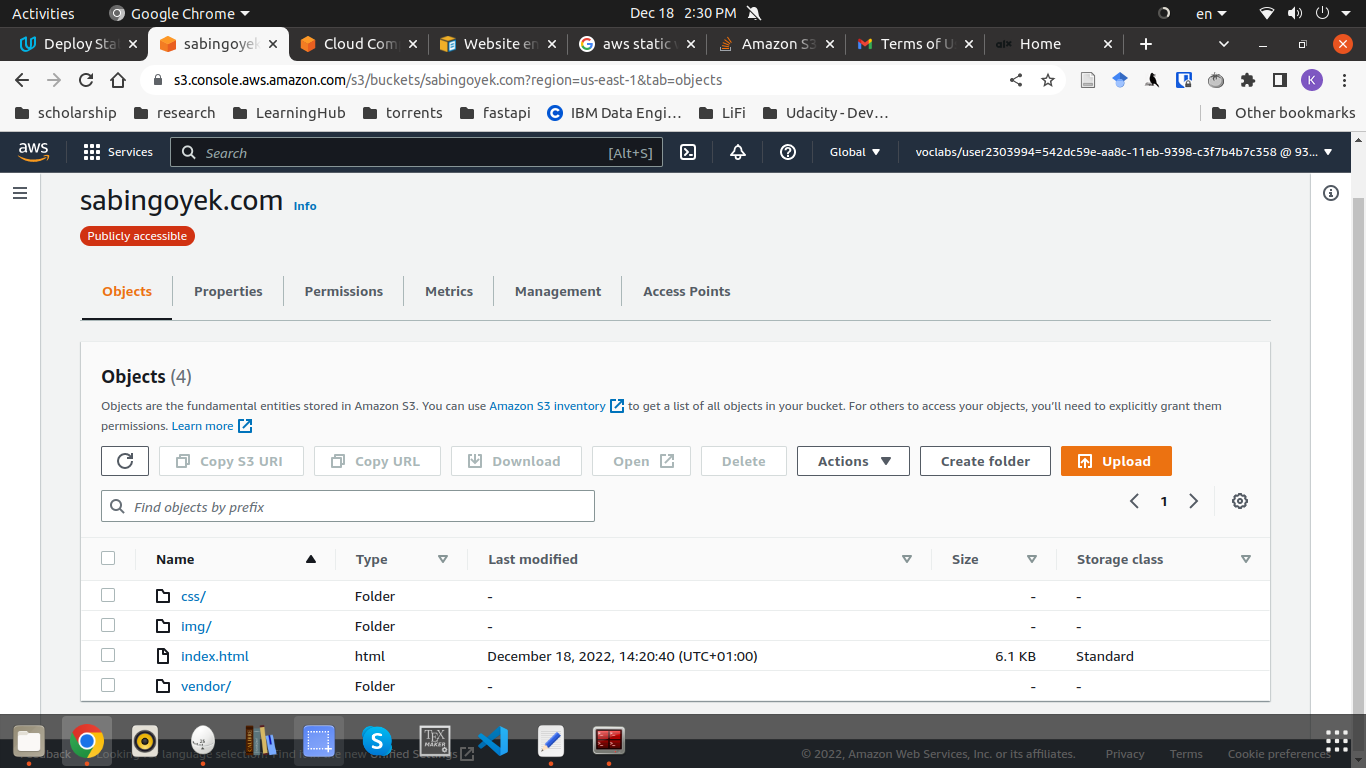 Activities Google Chrome Dec 18 2:30 PM en
Deploy Sta sabingoyek Cloud Com Website en aws static Amazon S3 Terms of U Home
s3.console.aws.amazon.com/s3/buckets/sabingoyek.com?region=us-east-1&tab=objects K
scholarship research LearningHub torrents fastapi IBM Data Engi... LiFi Udacity - Dev... Other bookmarks
aws Services Search [Alt+S] Global voclabs/user2303994=542dc59e-aa8c-11eb-9398-c3f7b4b7c358 @ 93...
sabingoyek.com Info
Publicly accessible
Objects Properties Permissions Metrics Management Access Points
Objects (4)
Objects are the fundamental entities stored in Amazon S3. You can use Amazon S3 inventory to get a list of all objects in your bucket. For others to access your objects, you'll need to explicitly grant them
permissions. Learn more
Copy S3 URI Copy URL Download Open Delete Actions Create folder Upload
Find objects by prefix 1
Name Type Last modified Size Storage class
css/ Folder - - -
img/ Folder - - -
index.html html December 18, 2022, 14:20:40 (UTC+01:00) 6.1 KB Standard
vendor/ Folder - - -
language selection? Find © 2022, Amazon Web Services, Inc. or its affiliates. Privacy Terms Cookie preferences